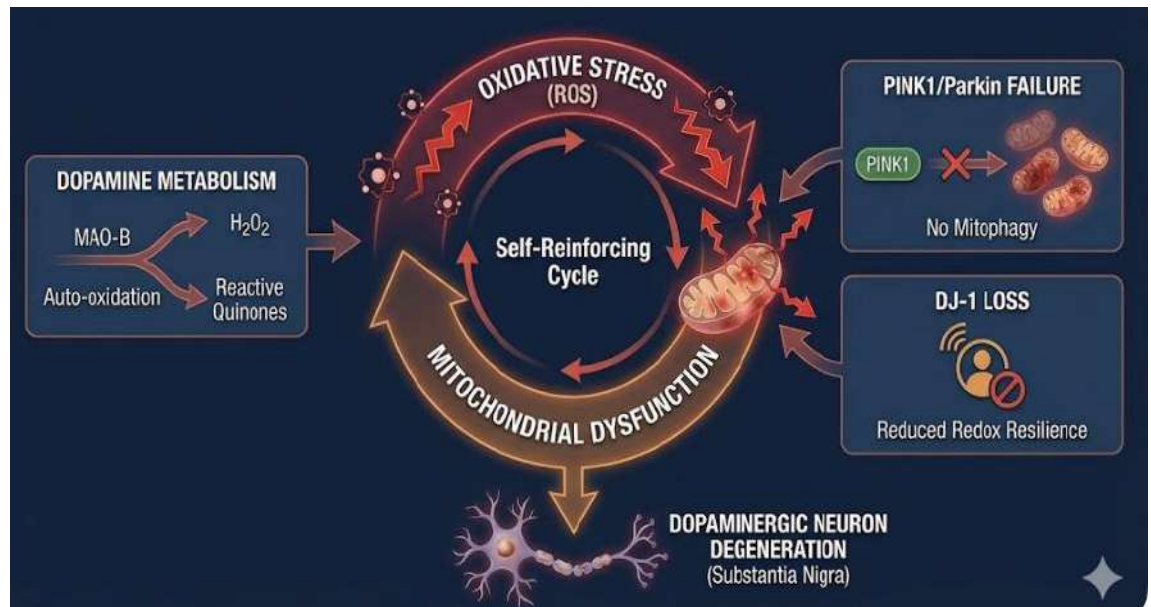 OXIDATIVE STRESS
(ROS)
DOPAMINE METABOLISM
MAO-B
H₂O₂
Auto-oxidation
Reactive
Quinones
Self-Reinforcing
Cycle
MITOCHONDRIAL DYSFUNCTION
PINK1/Parkin FAILURE
PINK1
No Mitophagy
DJ-1 LOSS
Reduced Redox Resilience
DOPAMINERGIC NEURON
DEGENERATION
(Substantia Nigra)